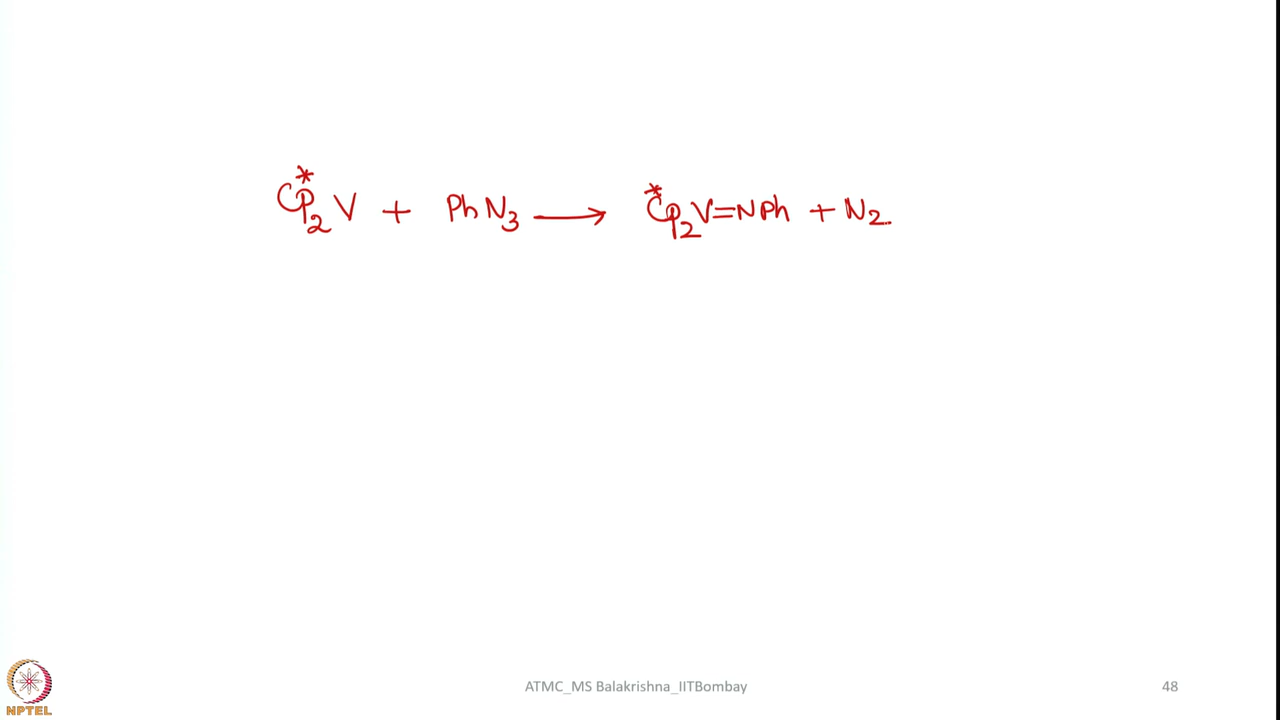 Cp*₂V + PhN₃ ⟶ Cp*₂V=NPh + N₂
NPTEL
ATMC_MS Balakrishna_IITBombay
48